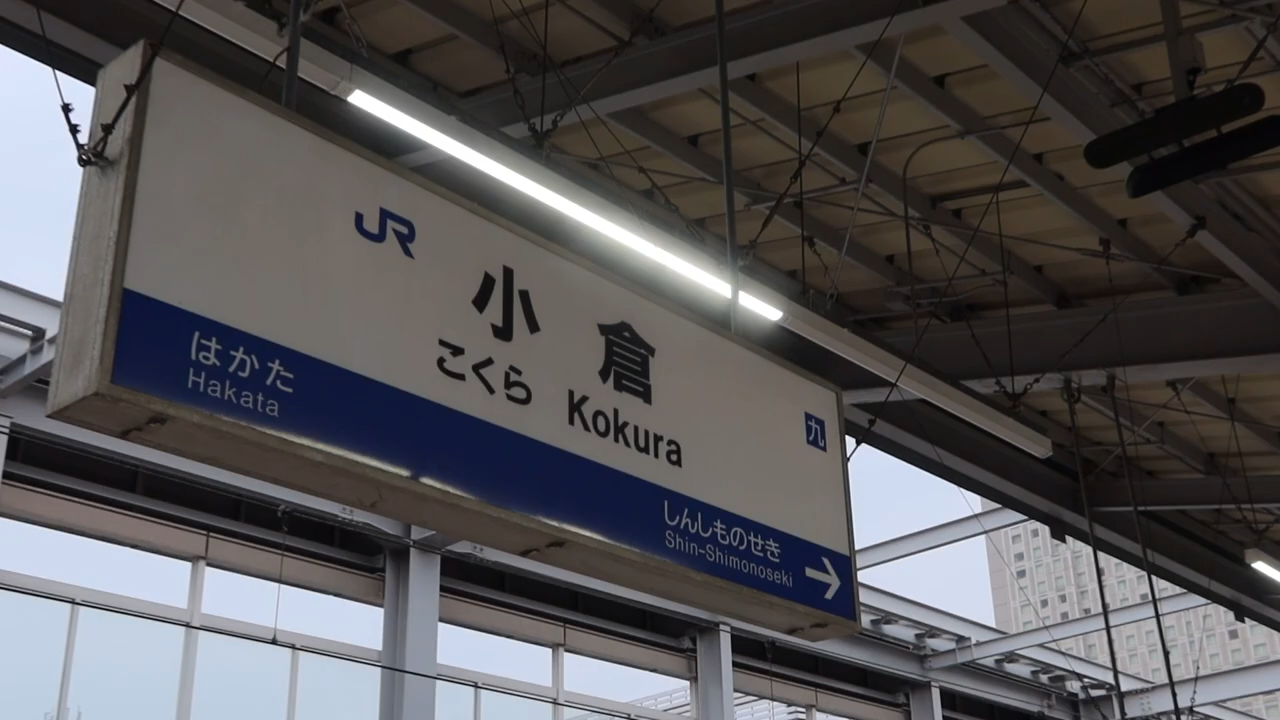 JR
小倉
こくら Kokura
九
はかた
Hakata
しんしものせき
Shin-Shimonoseki
→